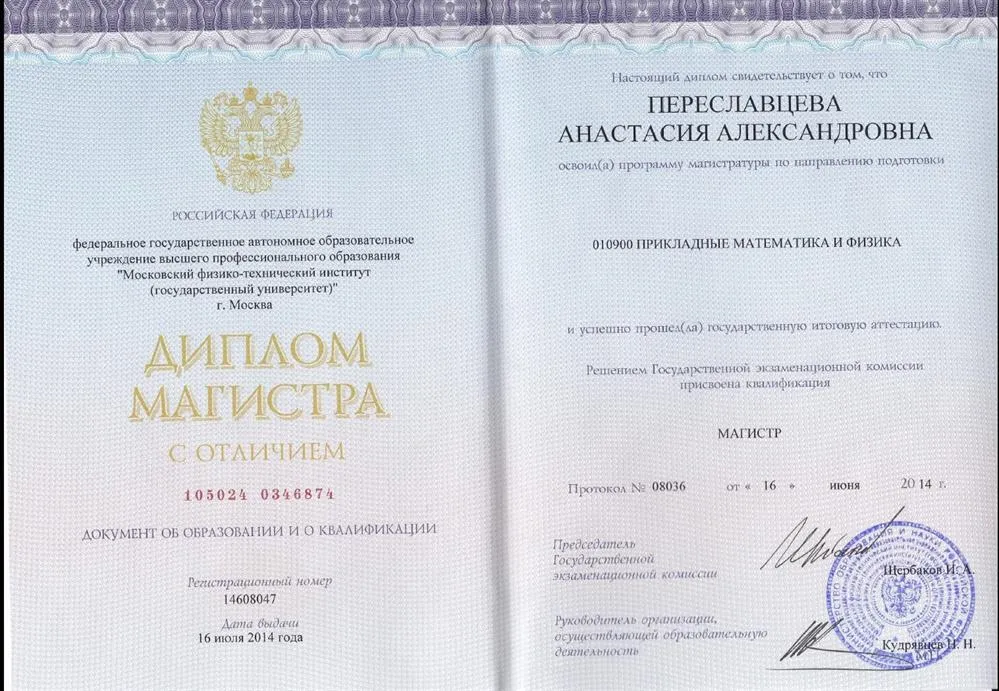 РОССИЙСКАЯ ФЕДЕРАЦИЯ
федеральное государственное автономное образовательное
учреждение высшего профессионального образования
"Московский физико-технический институт
(государственный университет)"
г. Москва
ДИПЛОМ
МАГИСТРА
С ОТЛИЧИЕМ
105024 0346874
ДОКУМЕНТ ОБ ОБРАЗОВАНИИ И О КВАЛИФИКАЦИИ
Регистрационный номер
14608047
Дата выдачи
16 июля 2014 года
Настоящий диплом свидетельствует о том, что
ПЕРЕСЛАВЦЕВА
АНАСТАСИЯ АЛЕКСАНДРОВНА
освоил(а) программу магистратуры по направлению подготовки
010900 ПРИКЛАДНЫЕ МАТЕМАТИКА И ФИЗИКА
и успешно прошел(ла) государственную итоговую аттестацию.
Решением Государственной экзаменационной комиссии
присвоена квалификация
МАГИСТР
Протокол № 08036 от « 16 » июня 2014 г.
Председатель
Государственной
экзаменационной комиссии
Щербаков И. А.
Руководитель организации,
осуществляющей образовательную
деятельность
Кудрявцев Н. Н.